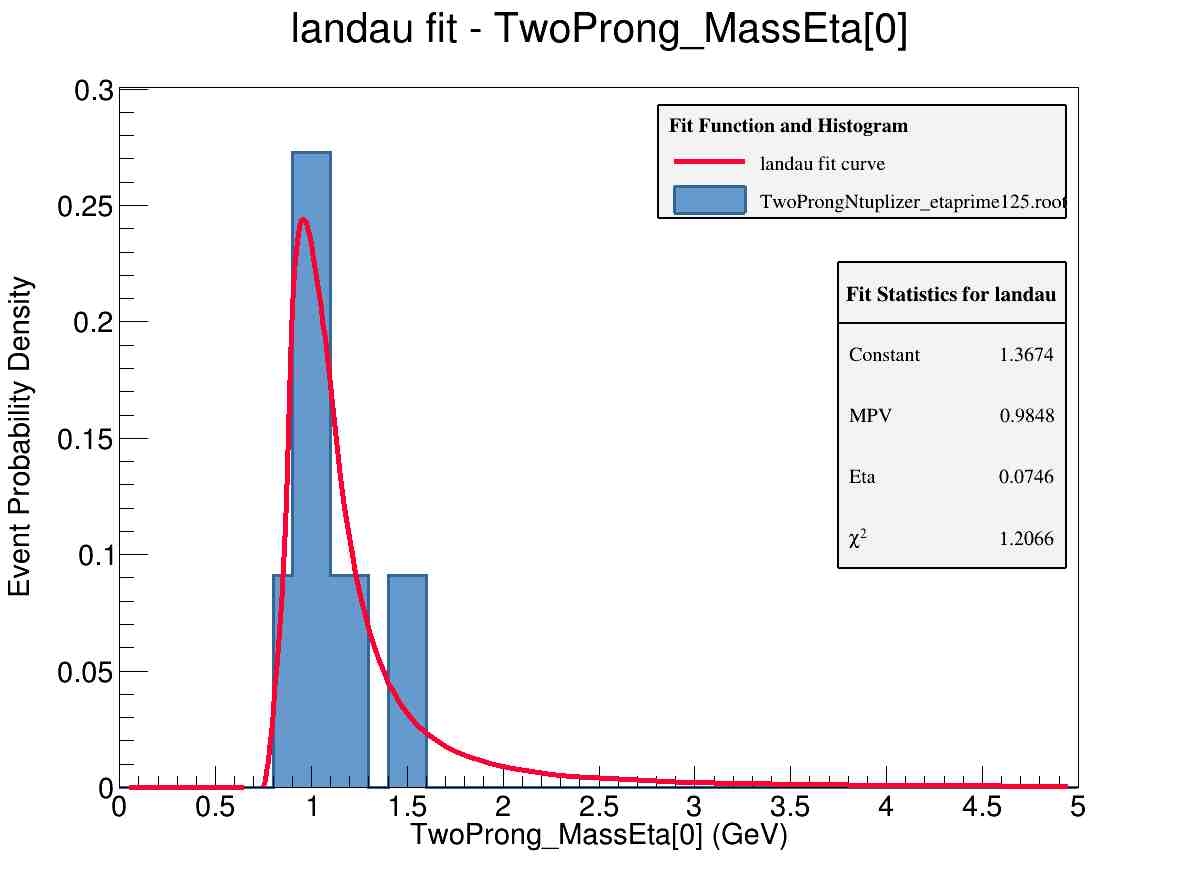 landau fit - TwoProng_MassEta[0]
Event Probability Density
0.3
0.25
0.2
0.15
0.1
0.05
0
Fit Function and Histogram
landau fit curve
TwoProngNtuplizer_etaprime125.root
Fit Statistics for landau
Constant 1.3674
MPV 0.9848
Eta 0.0746
χ² 1.2066
0 0.5 1 1.5 2 2.5 3 3.5 4 4.5 5
TwoProng_MassEta[0] (GeV)